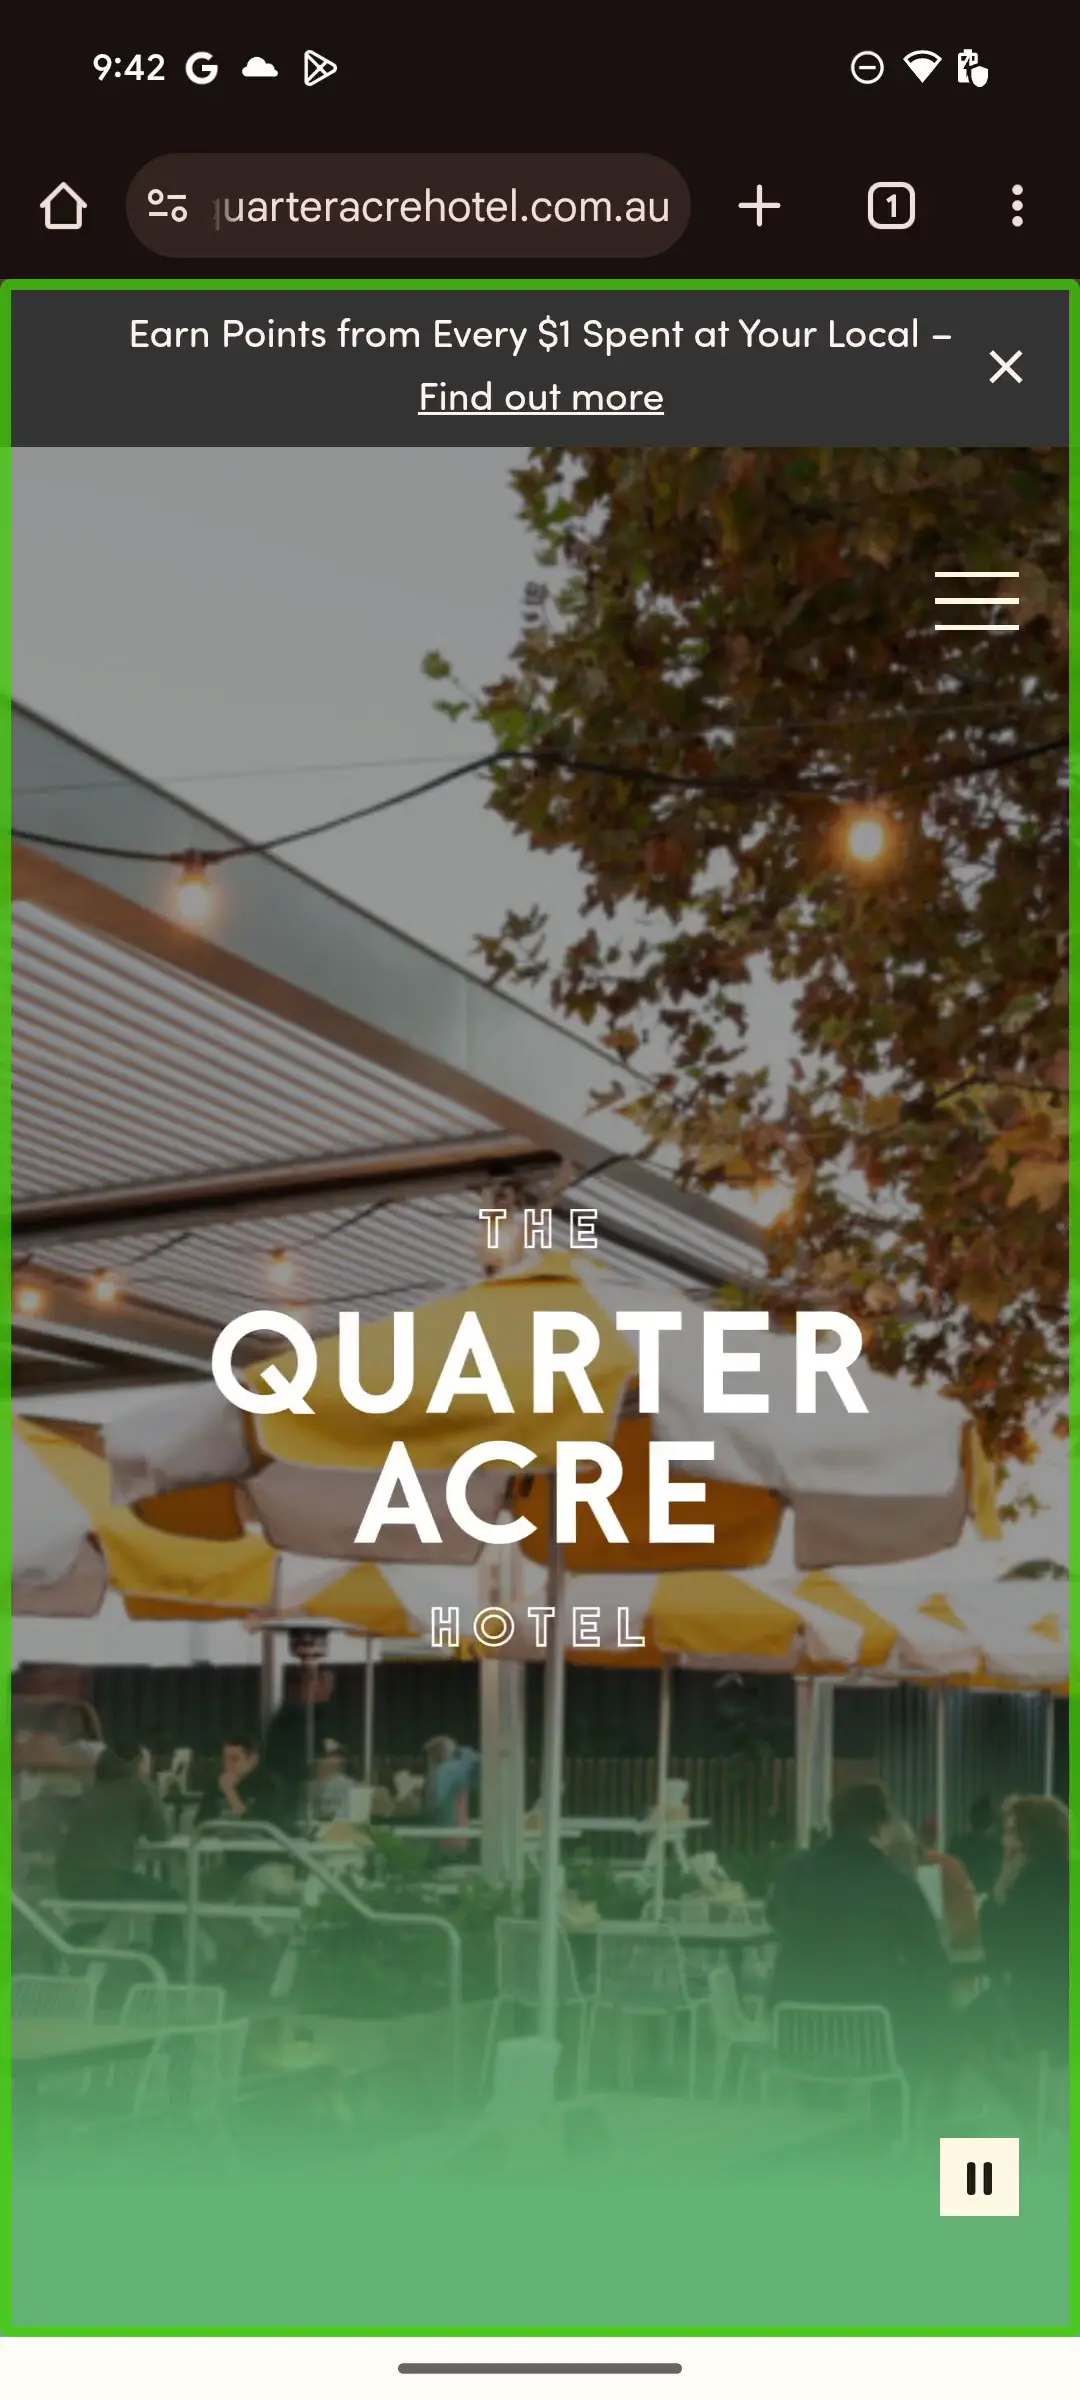 9:42
uarteracrehotel.com.au
1
Earn Points from Every $1 Spent at Your Local –
Find out more
THE
QUARTER
ACRE
HOTEL